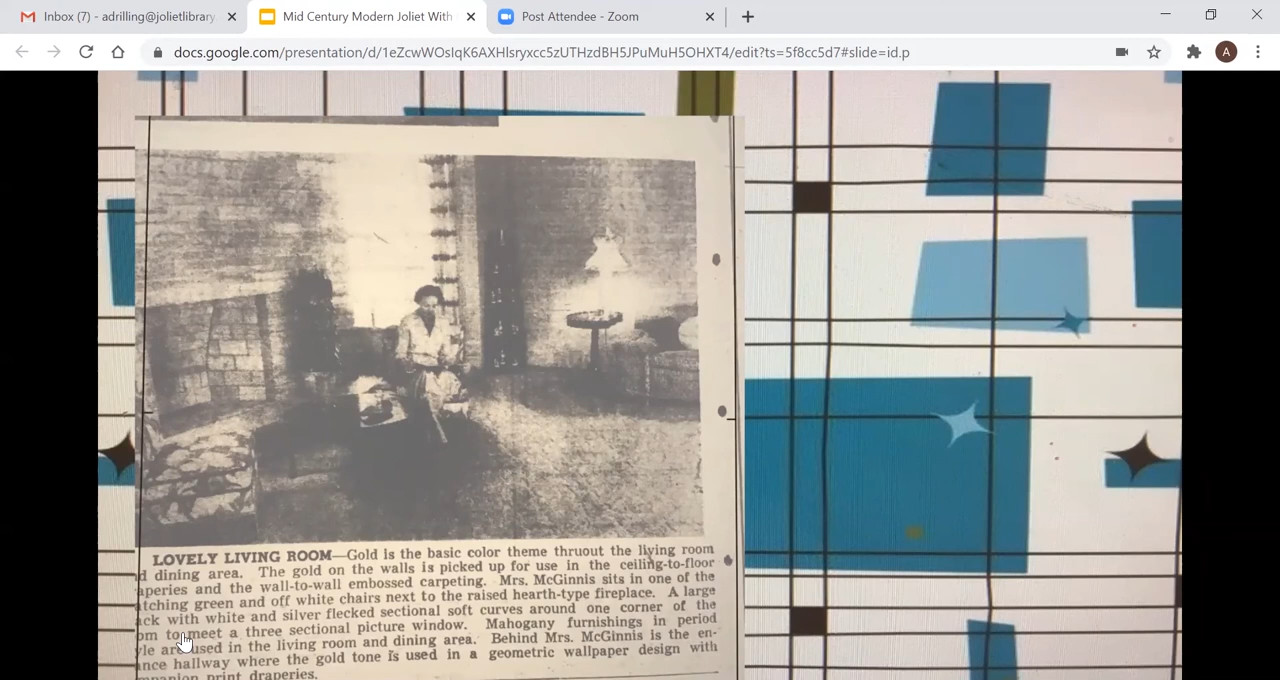 Inbox (7) - adrilling@jolietlibrary
Mid Century Modern Joliet With
Post Attendee - Zoom
docs.google.com/presentation/d/1eZcwWOsIqK6AXHIsryxcc5zUTHzdBH5JPuMuH5OHXT4/edit?ts=5f8cc5d7#slide=id.p
A
LOVELY LIVING ROOM—Gold is the basic color theme thruout the living room
d dining area. The gold on the walls is picked up for use in the ceiling-to-floor
aperies and the wall-to-wall embossed carpeting. Mrs. McGinnis sits in one of the
atching green and off white chairs next to the raised hearth-type fireplace. A large
ack with white and silver flecked sectional soft curves around one corner of the
om to meet a three sectional picture window. Mahogany furnishings in period
yle are used in the living room and dining area. Behind Mrs. McGinnis is the en-
ance hallway where the gold tone is used in a geometric wallpaper design with
mpanion print draperies.